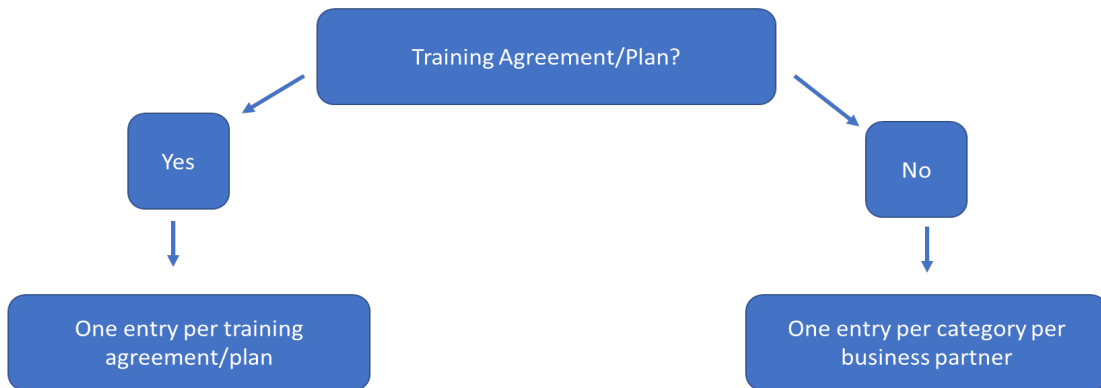 Training Agreement/Plan?
Yes
No
One entry per training
agreement/plan
One entry per category per
business partner